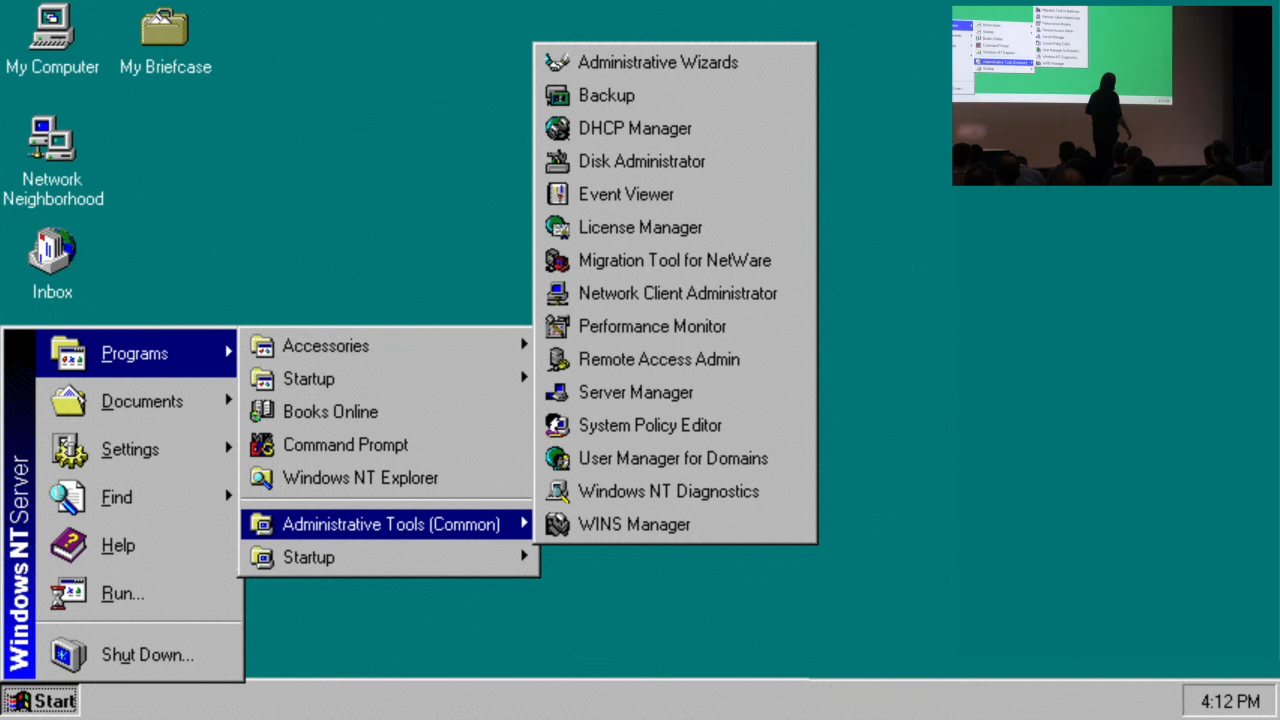 My Computer
My Briefcase
Network
Neighborhood
Inbox
Administrative Wizards
Backup
DHCP Manager
Disk Administrator
Event Viewer
License Manager
Migration Tool for NetWare
Network Client Administrator
Performance Monitor
Remote Access Admin
Server Manager
System Policy Editor
User Manager for Domains
Windows NT Diagnostics
WINS Manager
Accessories
Startup
Books Online
Command Prompt
Windows NT Explorer
Administrative Tools (Common)
Startup
Programs
Documents
Settings
Find
Help
Run...
Shut Down...
Windows NT Server
Start
4:12 PM